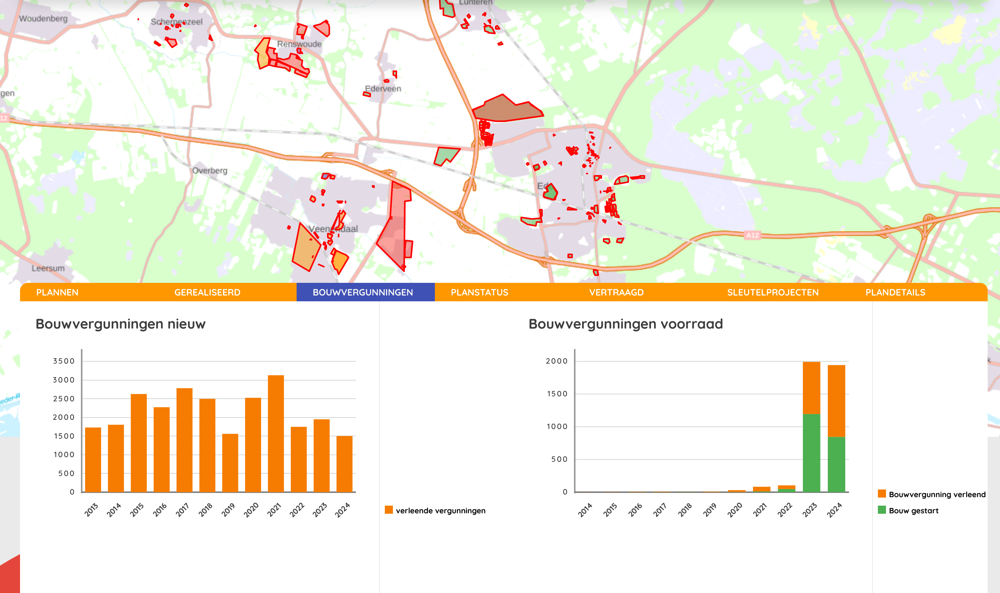 Lunteren
Woudenberg
Scherpenzeel
Renswoude
Ederveen
12
Overberg
Ede
Veenendaal
A12
Leersum
PLANNEN
GEREALISEERD
BOUWVERGUNNINGEN
PLANSTATUS
VERTRAAGD
SLEUTELPROJECTEN
PLANDETAILS
Bouwvergunningen nieuw
3500
3000
2500
2000
1500
1000
500
0
2013
2014
2015
2016
2017
2018
2019
2020
2021
2022
2023
2024
verleende vergunningen
Bouwvergunningen voorraad
2000
1500
1000
500
0
2014
2015
2016
2017
2018
2019
2020
2021
2022
2023
2024
Bouwvergunning verleend
Bouw gestart